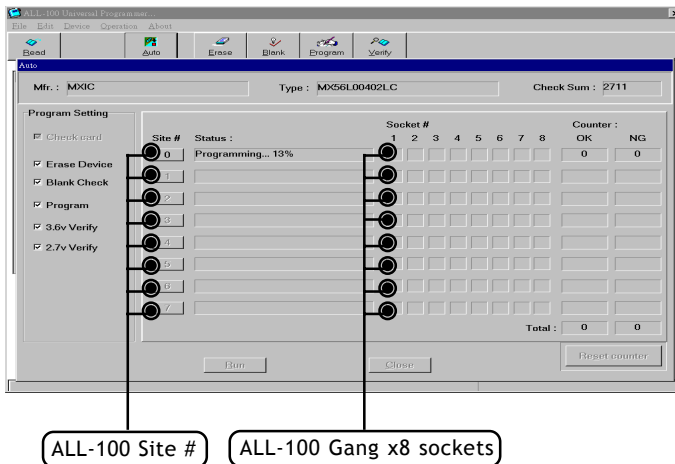 ALL-100 Universal Programmer...
File Edit Device Operation About
Read Auto Erase Blank Program Verify
Auto
Mfr. : MXIC Type : MX56L00402LC Check Sum : 2711
Program Setting
Socket # Counter :
Check card Site # Status : 1 2 3 4 5 6 7 8 OK NG
0 Programming... 13% 0 0
Erase Device
1
Blank Check
2
Program
3
3.6v Verify
4
2.7v Verify
5
6
7
Total : 0 0
Run Close Reset counter
ALL-100 Site # ALL-100 Gang x8 sockets